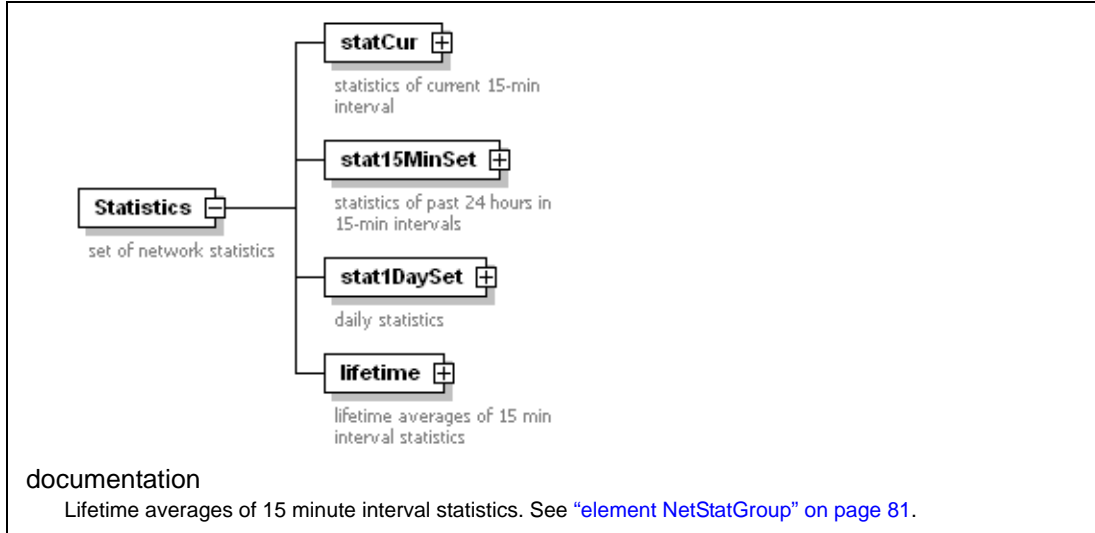 statCur
statistics of current 15-min
interval
stat15MinSet
statistics of past 24 hours in
15-min intervals
Statistics
set of network statistics
stat1DaySet
daily statistics
lifetime
lifetime averages of 15 min
interval statistics
documentation
Lifetime averages of 15 minute interval statistics. See “element NetStatGroup” on page 81.